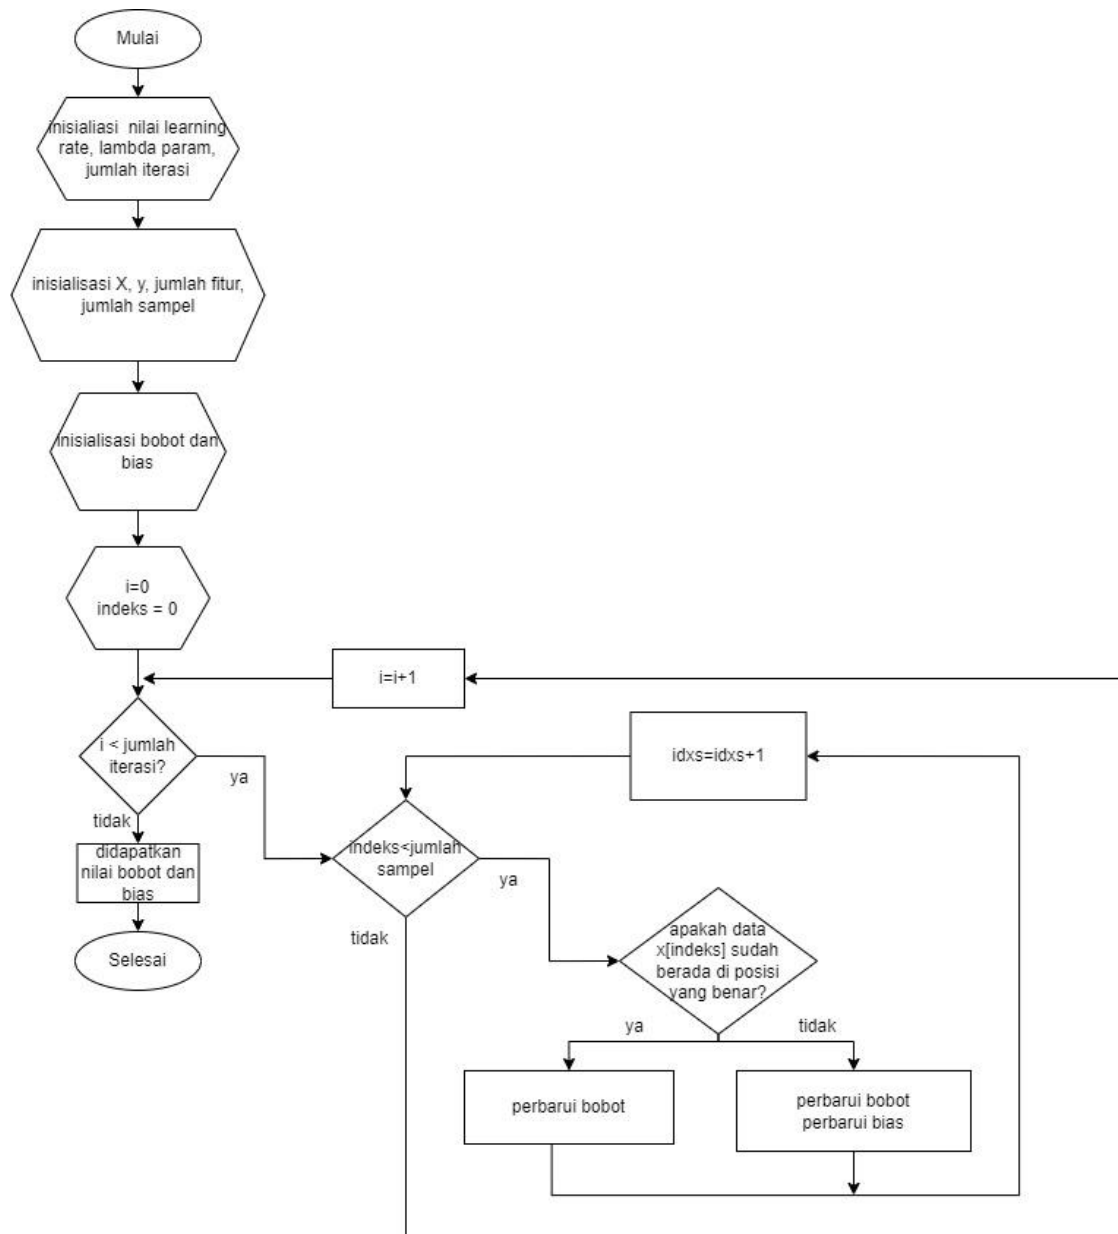 Mulai
inisialiasi nilai learning
rate, lambda param,
jumlah iterasi
inisialisasi X, y, jumlah fitur,
jumlah sampel
inisialisasi bobot dan
bias
i=0
indeks = 0
i=i+1
i < jumlah
iterasi?
ya
tidak
didapatkan
nilai bobot dan
bias
Selesai
idxs=idxs+1
indeks<jumlah
sampel
ya
tidak
apakah data
x[indeks] sudah
berada di posisi
yang benar?
ya
tidak
perbarui bobot
perbarui bobot
perbarui bias